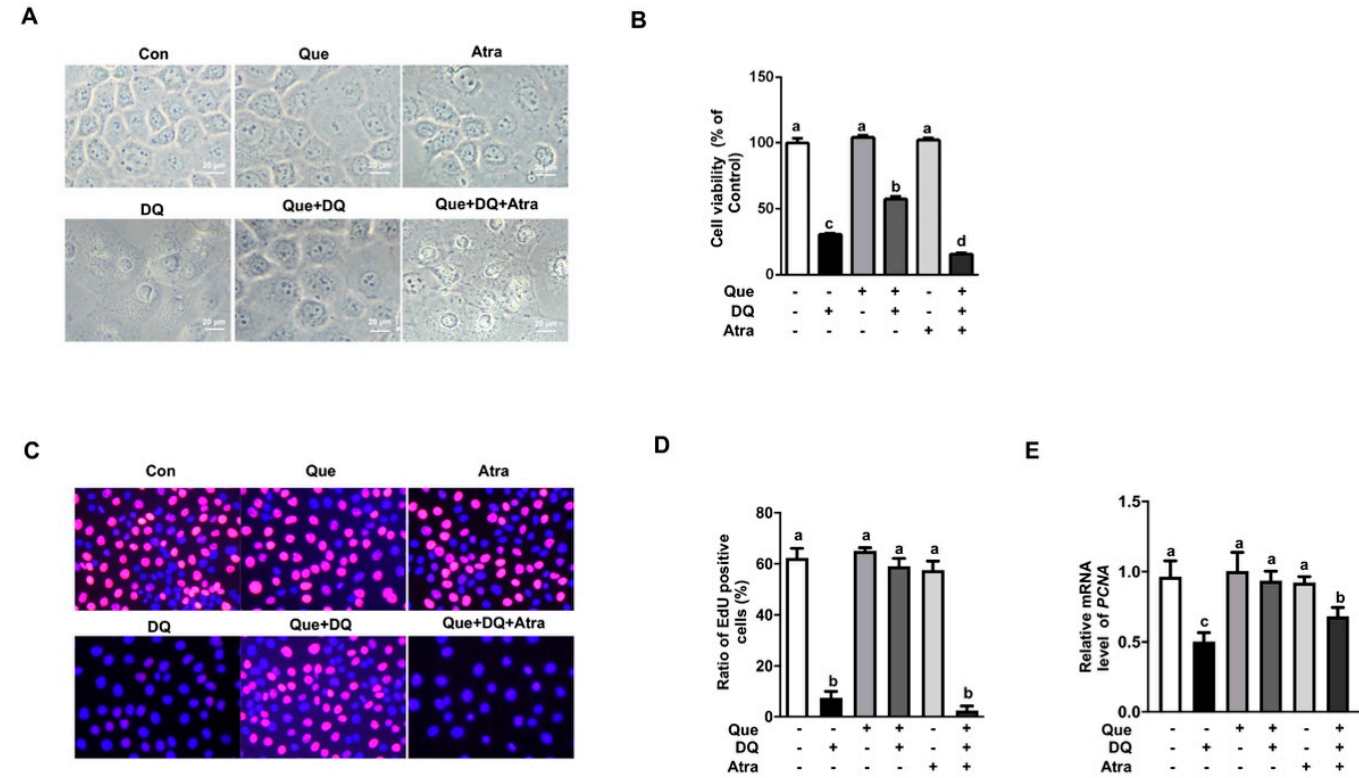 A
Con
Que
Atra
20 µm
20 µm
20 µm
DQ
Que+DQ
Que+DQ+Atra
20 µm
20 µm
20 µm
B
Cell viability (% of
Control)
150
100
50
0
a
c
a
b
a
d
Que - - + + - +
DQ - + - + - +
Atra - - - - + +
C
Con
Que
Atra
DQ
Que+DQ
Que+DQ+Atra
D
Ratio of EdU positive
cells (%)
80
60
40
20
0
a
b
a
a
a
b
Que - - + + - +
DQ - + - + - +
Atra - - - - + +
E
Relative mRNA
level of PCNA
1.5
1.0
0.5
0.0
a
c
a
a
a
b
Que - - + + - +
DQ - + - + - +
Atra - - - - + +